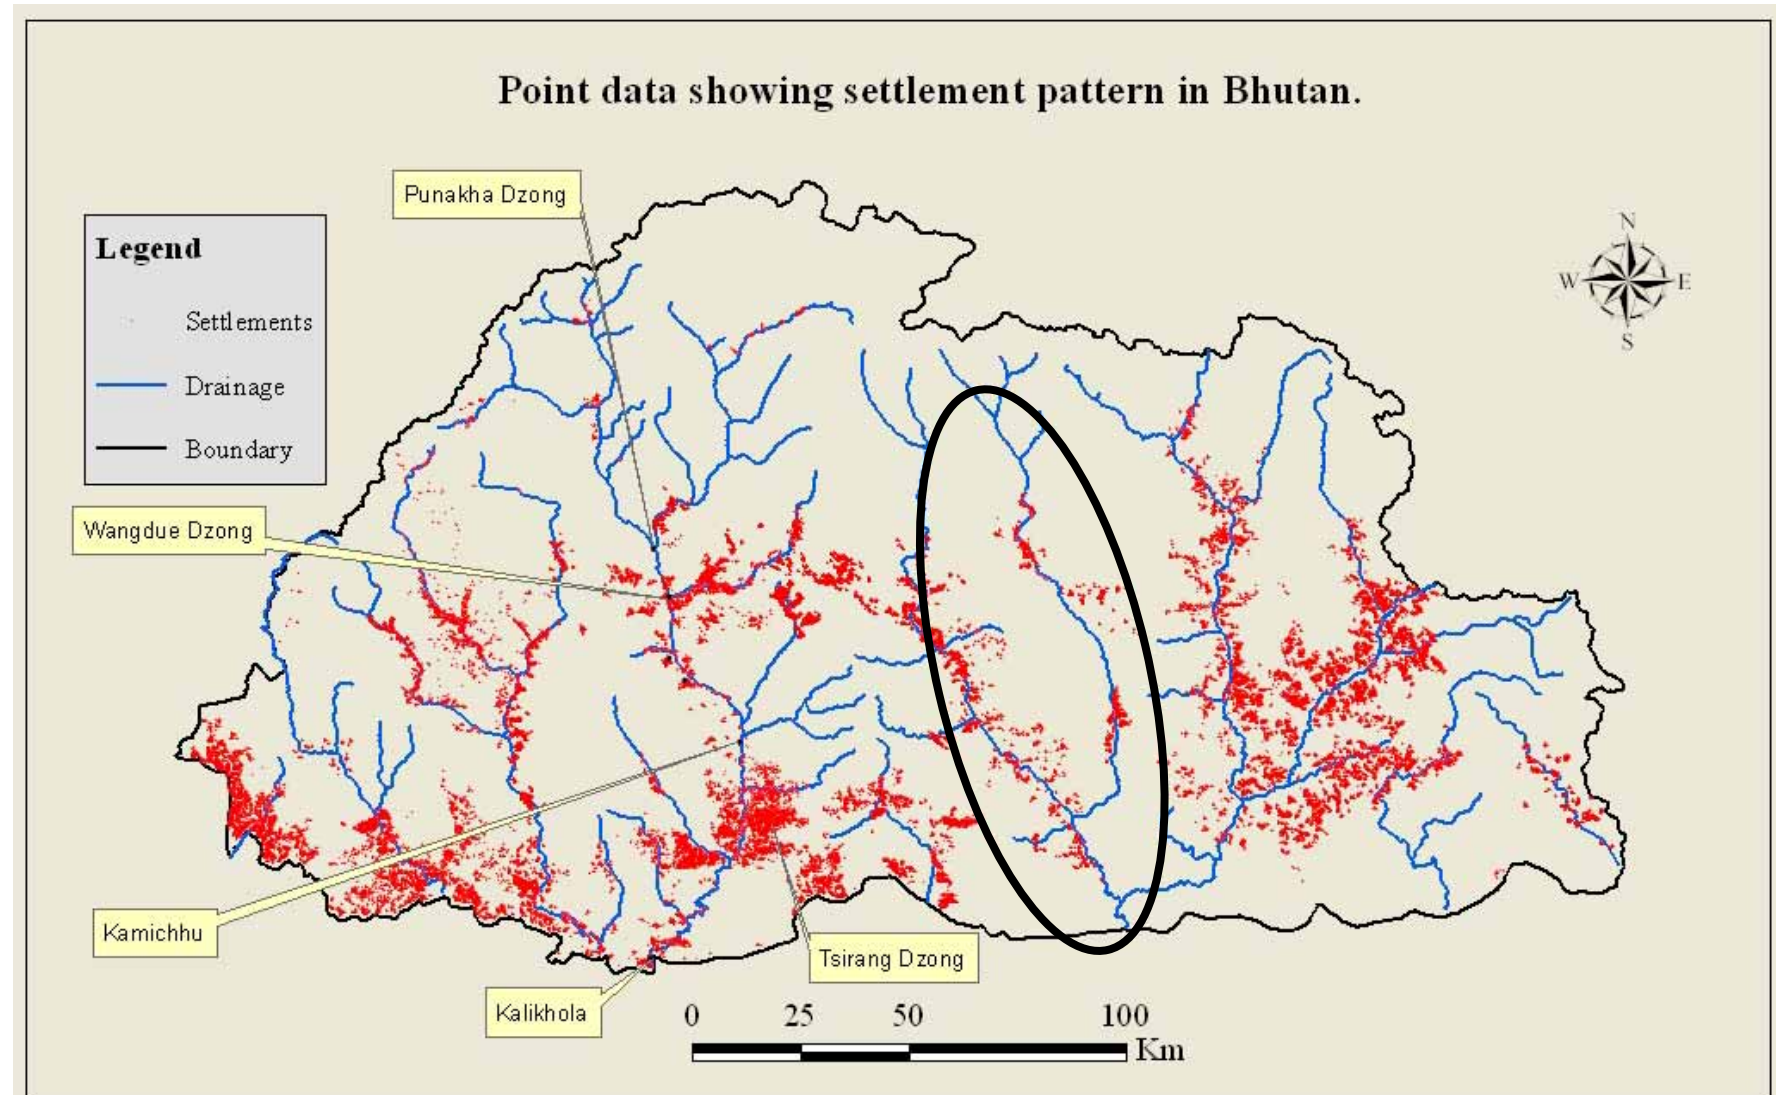 Point data showing settlement pattern in Bhutan.
Punakha Dzong
Legend
Settlements
Drainage
Boundary
N
W
E
S
Wangdue Dzong
Kamichhu
Tsirang Dzong
Kalikhola
0 25 50 100
Km